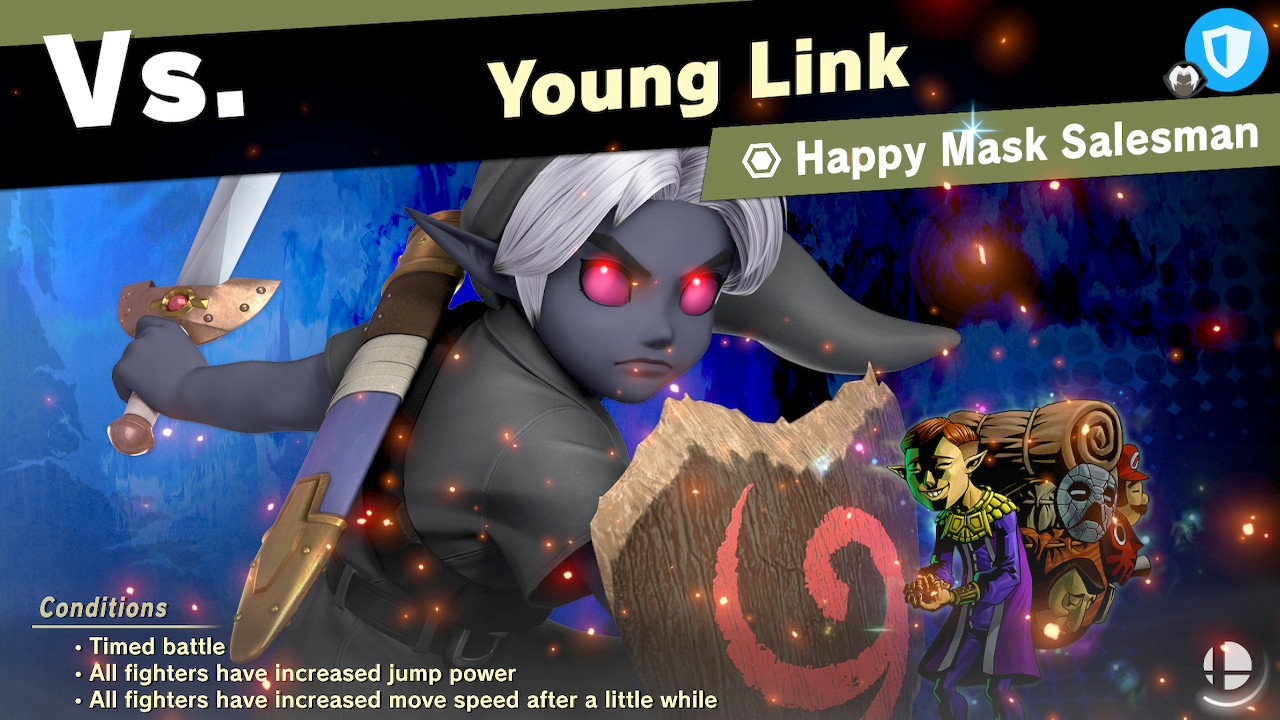 Vs.
Young Link
Happy Mask Salesman
Conditions
• Timed battle
• All fighters have increased jump power
• All fighters have increased move speed after a little while